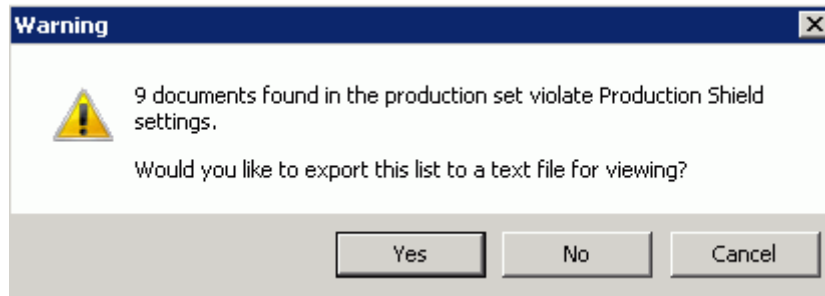 Warning
9 documents found in the production set violate Production Shield
settings.
Would you like to export this list to a text file for viewing?
Yes
No
Cancel